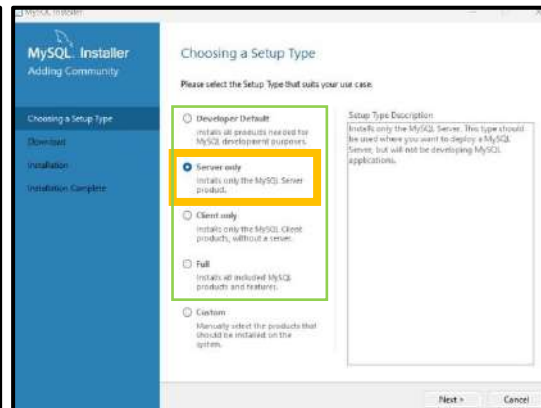 MySQL Installer
MySQL. Installer
Adding Community
Choosing a Setup Type
Download
Installation
Installation Complete
Choosing a Setup Type
Please select the Setup Type that suits your use case.
Developer Default
Installs all products needed for
MySQL development purposes.
Server only
Installs only the MySQL Server
product.
Client only
Installs only the MySQL Client
products, without a server.
Full
Installs all included MySQL
products and features.
Custom
Manually select the products that
should be installed on the
system.
Setup Type Description
Installs only the MySQL Server. This type should
be used where you want to deploy a MySQL
Server, but will not be developing MySQL
applications.
Next >
Cancel